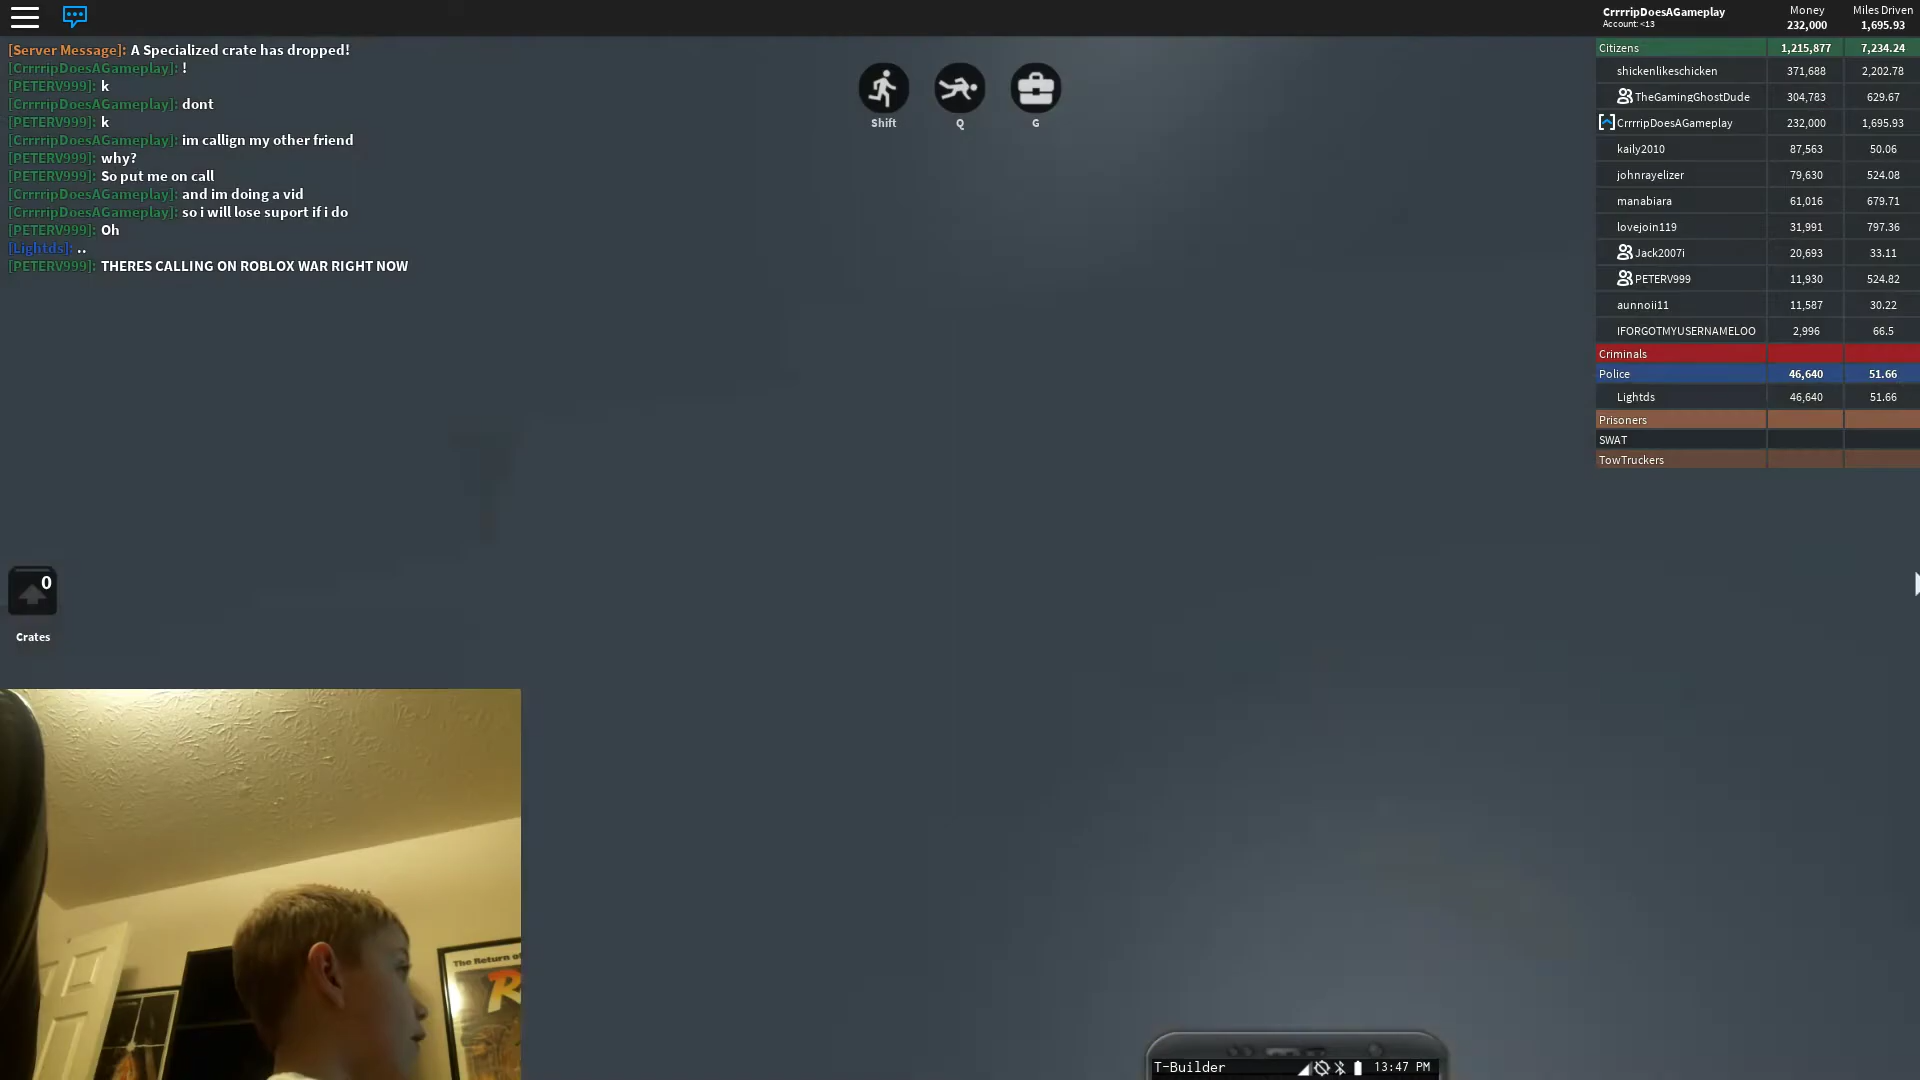 CrrrripDoesAGameplay
Account: <13
Money
232,000
Miles Driven
1,695.93
[Server Message]: A Specialized crate has dropped!
[CrrrripDoesAGameplay]: !
[PETERV999]: k
[CrrrripDoesAGameplay]: dont
[PETERV999]: k
[CrrrripDoesAGameplay]: im callign my other friend
[PETERV999]: why?
[PETERV999]: So put me on call
[CrrrripDoesAGameplay]: and im doing a vid
[CrrrripDoesAGameplay]: so i will lose suport if i do
[PETERV999]: Oh
[Lightds]: ..
[PETERV999]: THERES CALLING ON ROBLOX WAR RIGHT NOW
Shift
Q
G
Citizens 1,215,877 7,234.24
shickenlikeschicken 371,688 2,202.78
TheGamingGhostDude 304,783 629.67
CrrrripDoesAGameplay 232,000 1,695.93
kaily2010 87,563 50.06
johnrayelizer 79,630 524.08
manabiara 61,016 679.71
lovejoin119 31,991 797.36
Jack2007i 20,693 33.11
PETERV999 11,930 524.82
aunnoii11 11,587 30.22
IFORGOTMYUSERNAMELOO 2,996 66.5
Criminals
Police 46,640 51.66
Lightds 46,640 51.66
Prisoners
SWAT
TowTruckers
0
Crates
The Return of
T-Builder
13:47 PM